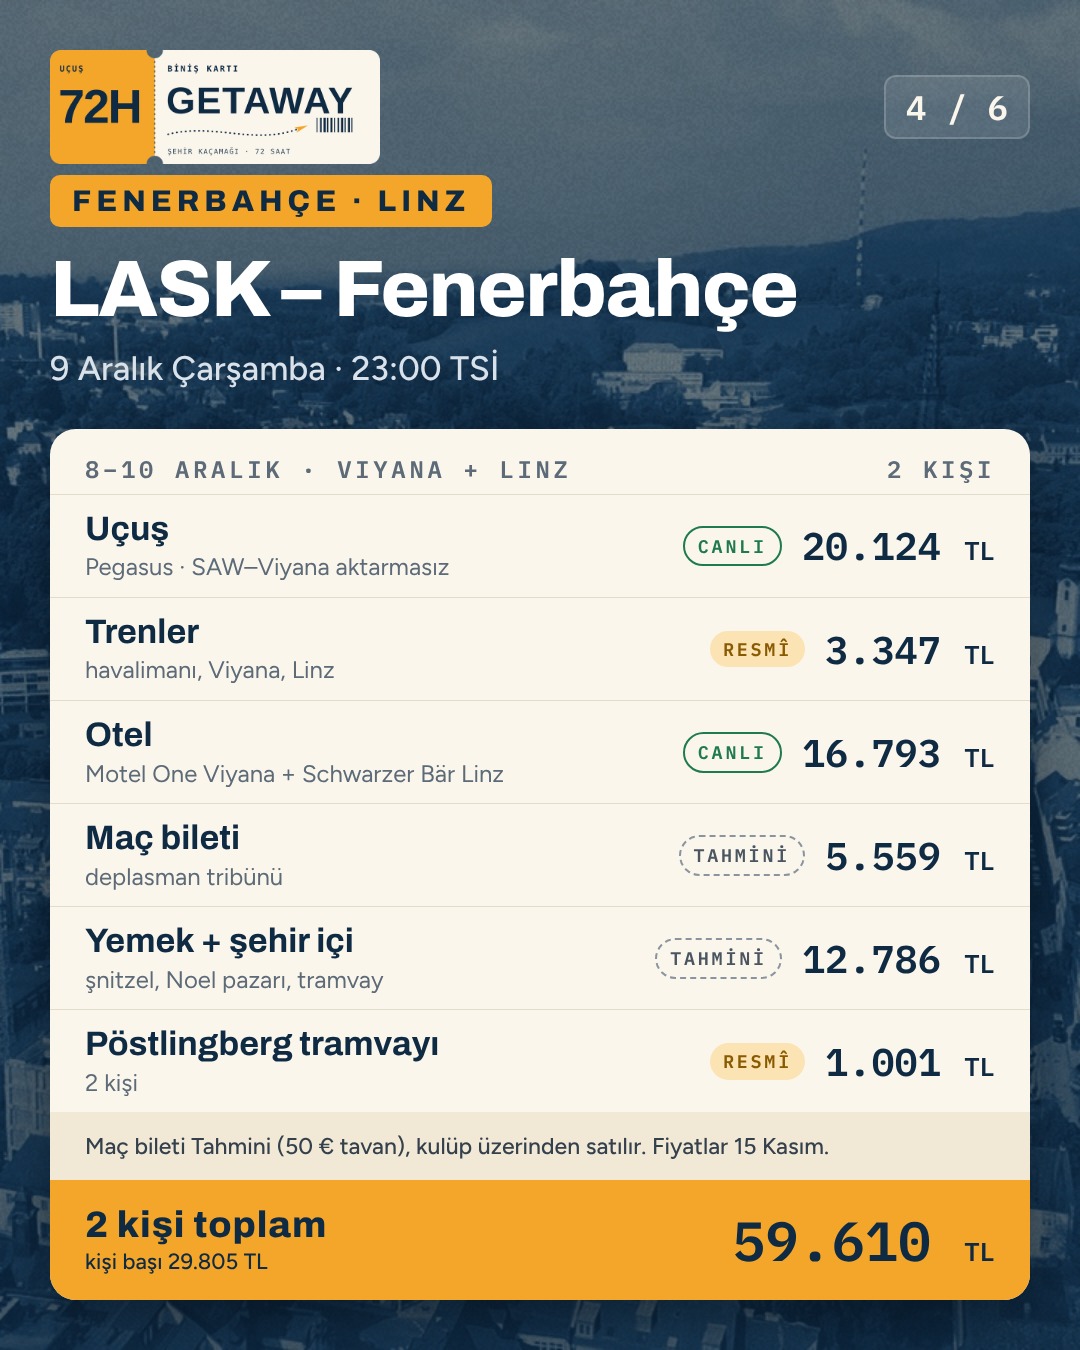 UÇUŞ
72H
BİNİŞ KARTI
GETAWAY
ŞEHİR KAÇAMAĞI · 72 SAAT
4 / 6
FENERBAHÇE · LINZ
LASK – Fenerbahçe
9 Aralık Çarşamba · 23:00 TSİ
8–10 ARALIK · VIYANA + LINZ 2 KIŞI
Uçuş
Pegasus · SAW–Viyana aktarmasız
CANLI 20.124 TL
Trenler
havalimanı, Viyana, Linz
RESMÎ 3.347 TL
Otel
Motel One Viyana + Schwarzer Bär Linz
CANLI 16.793 TL
Maç bileti
deplasman tribünü
TAHMİNİ 5.559 TL
Yemek + şehir içi
şnitzel, Noel pazarı, tramvay
TAHMİNİ 12.786 TL
Pöstlingberg tramvayı
2 kişi
RESMÎ 1.001 TL
Maç bileti Tahmini (50 € tavan), kulüp üzerinden satılır. Fiyatlar 15 Kasım.
2 kişi toplam
kişi başı 29.805 TL
59.610 TL